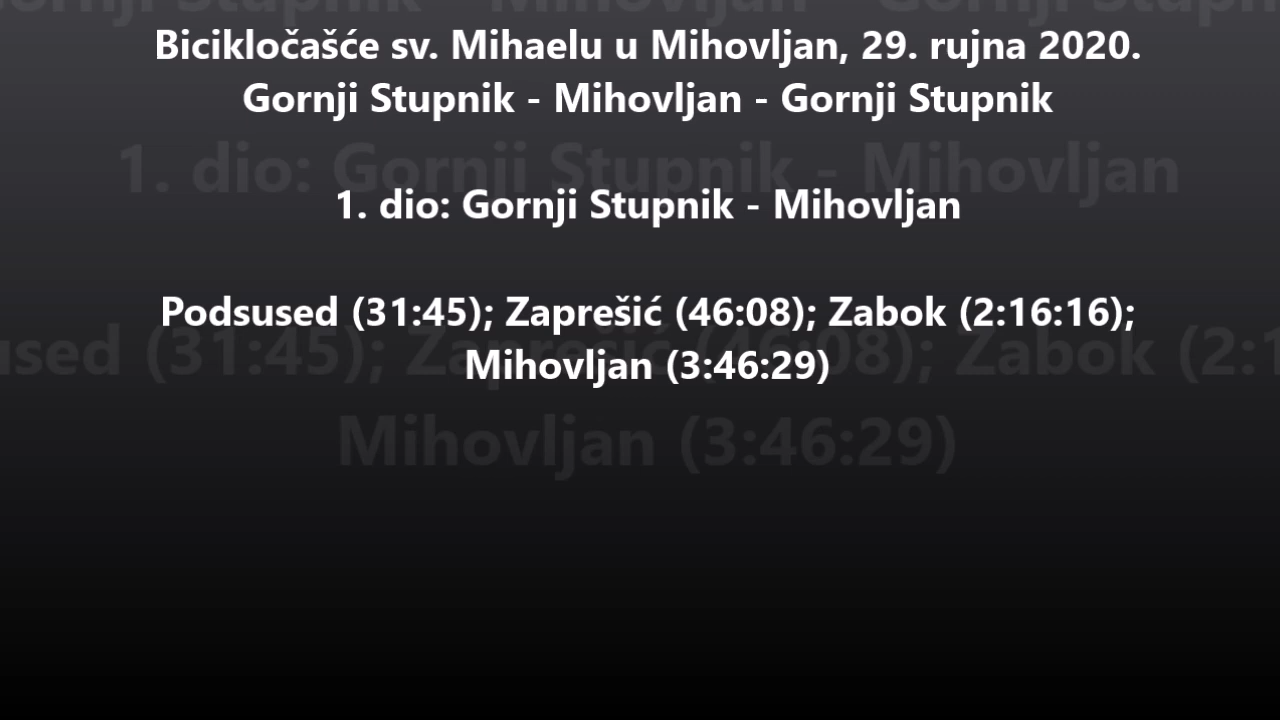 Bicikločašće sv. Mihaelu u Mihovljan, 29. rujna 2020.
Gornji Stupnik - Mihovljan - Gornji Stupnik
1. dio: Gornji Stupnik - Mihovljan
Podsused (31:45); Zaprešić (46:08); Zabok (2:16:16);
Mihovljan (3:46:29)